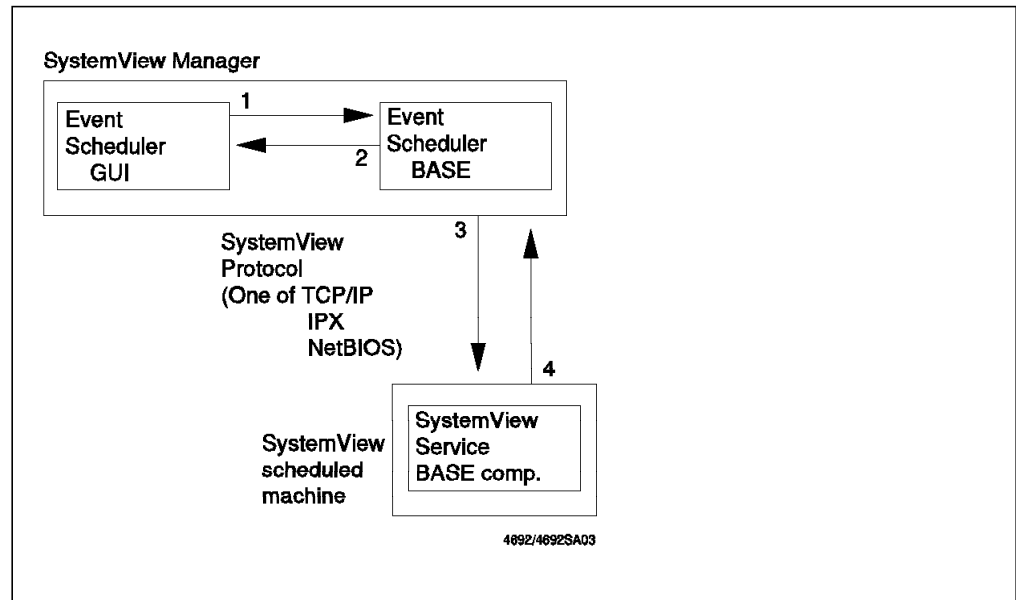 SystemView Manager
1
Event
Scheduler
GUI
Event
Scheduler
BASE
2
3
SystemView
Protocol
(One of TCP/IP
IPX
NetBIOS)
4
SystemView
Service
BASE comp.
SystemView
scheduled
machine
4692/4692SA03